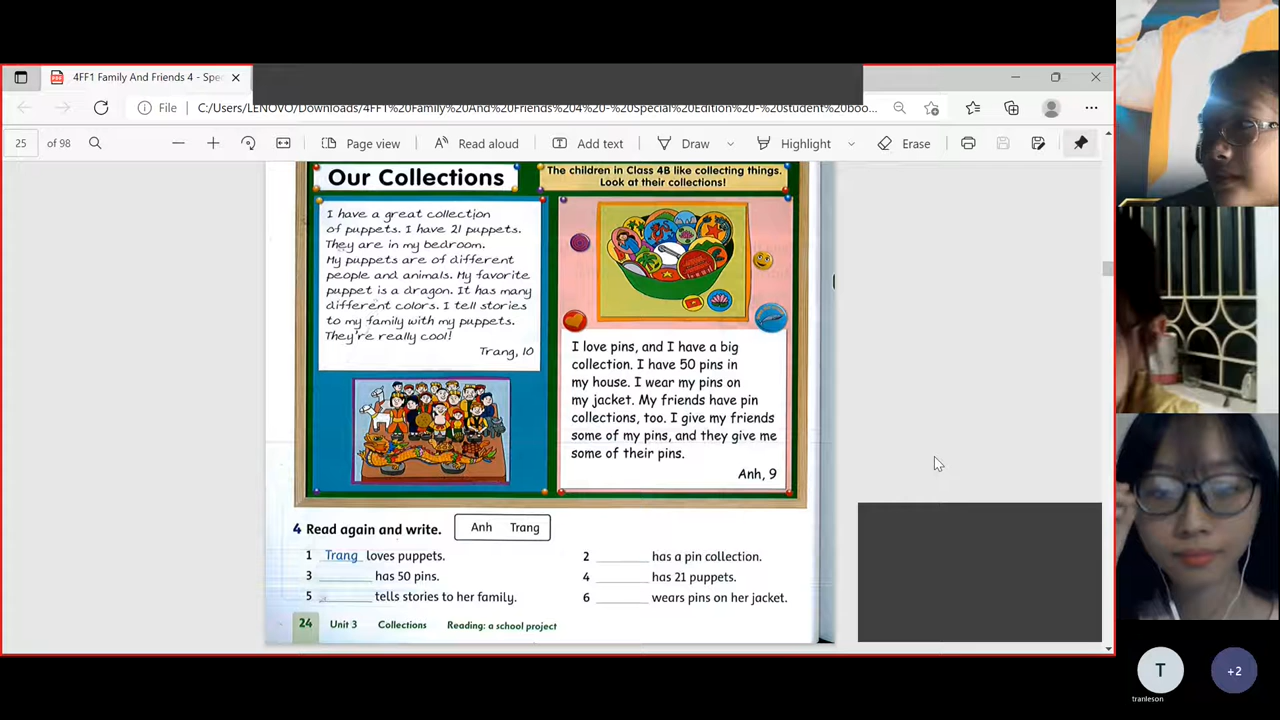 4FF1 Family And Friends 4 - Spe
File
C:/Users/LENOVO/Downloads/4FF1%20Family%20And%20Friends%204%20-%20Special%20Edition%20-%20student%20boo...
25 of 98
Page view
Read aloud
Add text
Draw
Highlight
Erase
Our Collections
The children in Class 4B like collecting things.
Look at their collections!
I have a great collection
of puppets. I have 21 puppets.
They are in my bedroom.
My puppets are of different
people and animals. My favorite
puppet is a dragon. It has many
different colors. I tell stories
to my family with my puppets.
They're really cool!
Trang, 10
I love pins, and I have a big
collection. I have 50 pins in
my house. I wear my pins on
my jacket. My friends have pin
collections, too. I give my friends
some of my pins, and they give me
some of their pins.
Anh, 9
4 Read again and write.
Anh Trang
1 Trang loves puppets.
2 ______ has a pin collection.
3 ______ has 50 pins.
4 ______ has 21 puppets.
5 ______ tells stories to her family.
6 ______ wears pins on her jacket.
24 Unit 3 Collections Reading: a school project
T
tranleson
+2